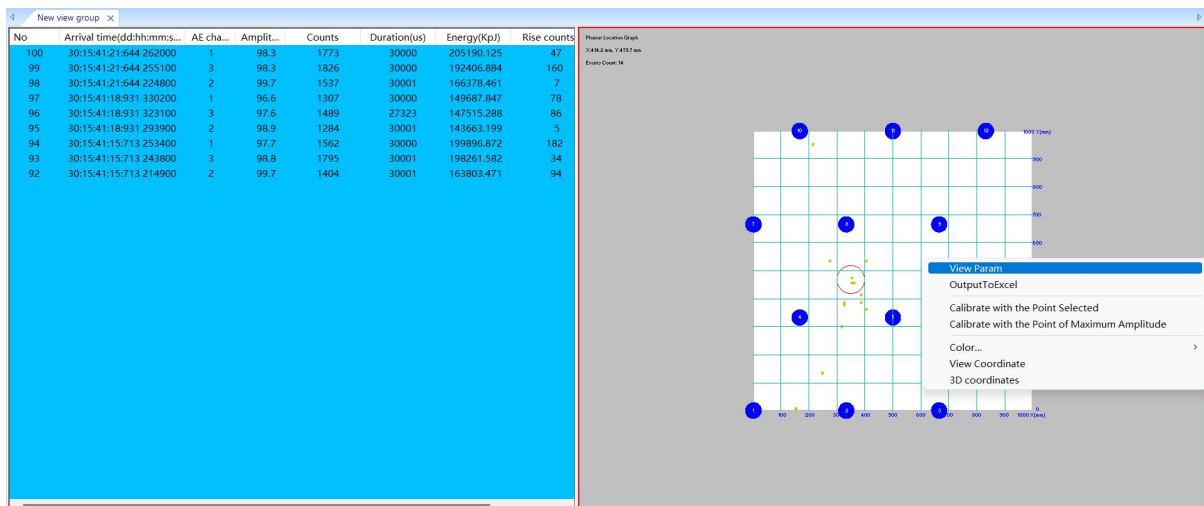 New view group ×
No Arrival time(dd:hh:mm:s... AE cha... Amplit... Counts Duration(us) Energy(KpJ) Rise counts
100 30:15:41:21:644 262000 1 98.3 1773 30000 205190.125 47
99 30:15:41:21:644 255100 3 98.3 1826 30000 192406.884 160
98 30:15:41:21:644 224800 2 99.7 1537 30001 166378.461 7
97 30:15:41:18:931 330200 1 96.6 1307 30000 149687.847 78
96 30:15:41:18:931 323100 3 97.6 1489 27323 147515.288 86
95 30:15:41:18:931 293900 2 98.9 1284 30001 143663.199 5
94 30:15:41:15:713 253400 1 97.7 1562 30000 199896.872 182
93 30:15:41:15:713 243800 3 98.8 1795 30001 198261.582 34
92 30:15:41:15:713 214900 2 99.7 1404 30001 163803.471 94
Planar Location Graph
X:414.2 mm, Y:473.7 mm
Events Count: 14
10 11 12 1000 Y(mm)
900
800
700
7 8 9
600
View Param
OutputToExcel
Calibrate with the Point Selected
Calibrate with the Point of Maximum Amplitude
Color...
View Coordinate
3D coordinates
4 5
1 2 3 0
100 200 400 500 600 800 900 1000 X(mm)